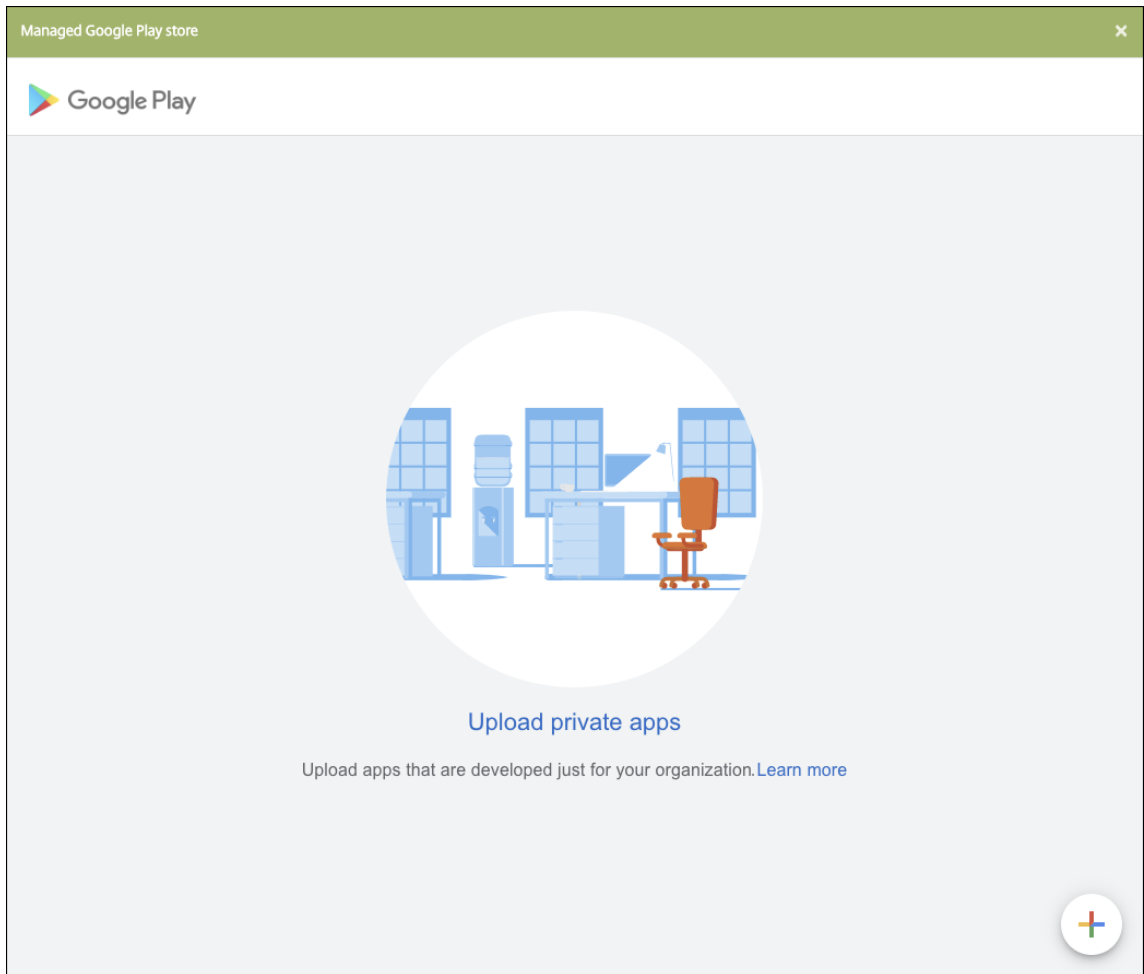 Managed Google Play store
Google Play
Upload private apps
Upload apps that are developed just for your organization. Learn more